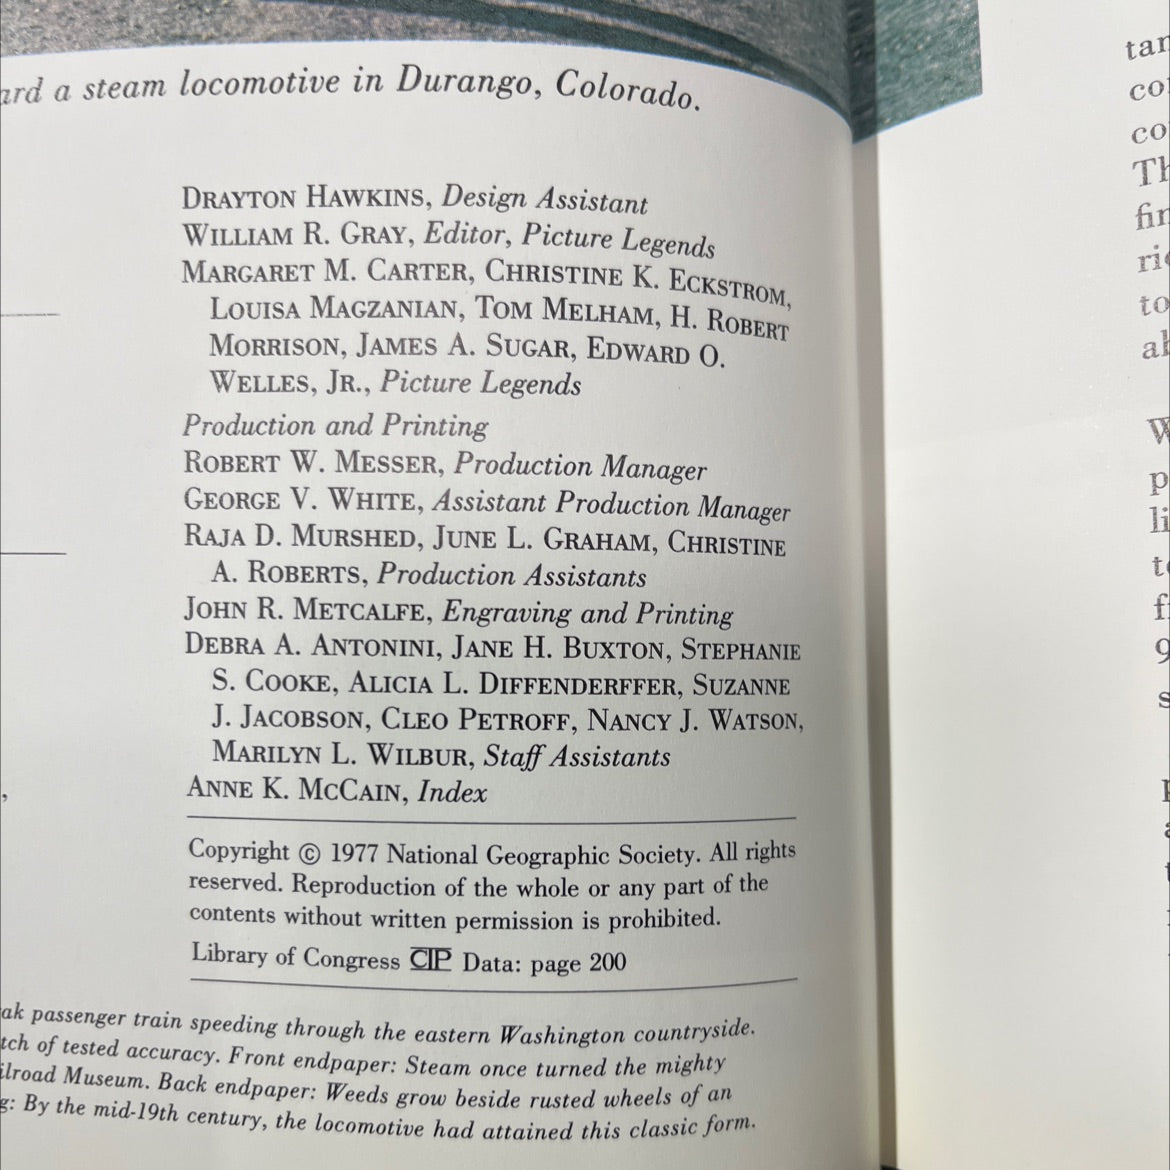 a steam locomotive in Durango, Colorado.
DRAYTON HAWKINS, Design Assistant
WILLIAM R. GRAY, Editor, Picture Legends
MARGARET M. CARTER, CHRISTINE K. ECKSTROM,
LOUISA MAGZANIAN, TOM MELHAM, H. ROBERT
MORRISON, JAMES A. SUGAR, EDWARD O.
WELLES, JR., Picture Legends
Production and Printing
ROBERT W. MESSER, Production Manager
GEORGE V. WHITE, Assistant Production Manager
RAJA D. MURSHED, JUNE L. GRAHAM, CHRISTINE
A. ROBERTS, Production Assistants
JOHN R. METCALFE, Engraving and Printing
DEBRA A. ANTONINI, JANE H. BUXTON, STEPHANIE
S. COOKE, ALICIA L. DIFFENDERFFER, SUZANNE
J. JACOBSON, CLEO PETROFF, NANCY J. WATSON,
MARILYN L. WILBUR, Staff Assistants
ANNE K. MCCAIN, Index
Copyright © 1977 National Geographic Society. All rights
reserved. Reproduction of the whole or any part of the
contents without written permission is prohibited.
Library of Congress CIP Data: page 200
passenger train speeding through the eastern Washington countryside.
of tested accuracy. Front endpaper: Steam once turned the mighty
Museum. Back endpaper: Weeds grow beside rusted wheels of an
By the mid-19th century, the locomotive had attained this classic form.